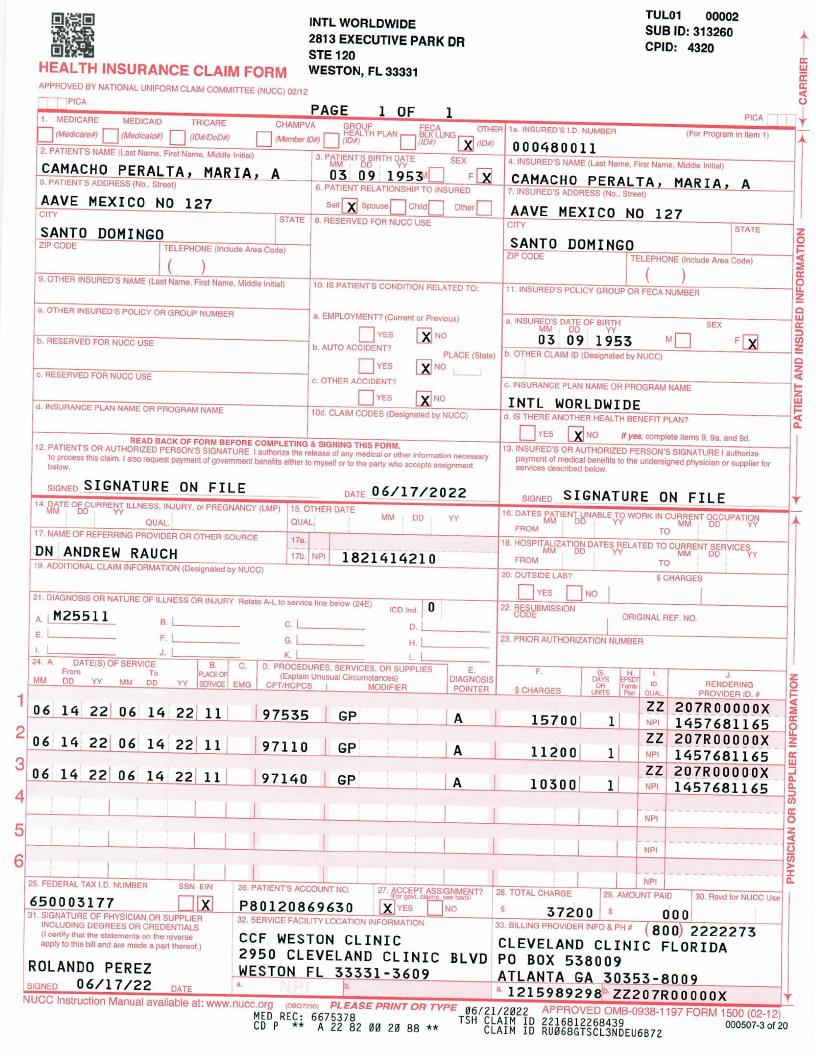 INTL WORLDWIDE
2813 EXECUTIVE PARK DR
STE 120
WESTON, FL 33331
TUL01 00002
SUB ID: 313260
CPID: 4320
HEALTH INSURANCE CLAIM FORM
APPROVED BY NATIONAL UNIFORM CLAIM COMMITTEE (NUCC) 02/12
PICA
PAGE 1 OF 1
PICA
CARRIER
1. MEDICARE MEDICAID TRICARE CHAMPVA GROUP HEALTH PLAN FECA BLK LUNG OTHER
(Medicare#) (Medicaid#) (ID#/DoD#) (Member ID#) (ID#) (ID#) X (ID#)
1a. INSURED'S I.D. NUMBER (For Program in Item 1)
000480011
2. PATIENT'S NAME (Last Name, First Name, Middle Initial)
CAMACHO PERALTA, MARIA, A
3. PATIENT'S BIRTH DATE SEX
MM DD YY
03 09 1953 M F X
4. INSURED'S NAME (Last Name, First Name, Middle Initial)
CAMACHO PERALTA, MARIA, A
5. PATIENT'S ADDRESS (No., Street)
AAVE MEXICO NO 127
6. PATIENT RELATIONSHIP TO INSURED
Self X Spouse Child Other
7. INSURED'S ADDRESS (No., Street)
AAVE MEXICO NO 127
CITY STATE
SANTO DOMINGO
8. RESERVED FOR NUCC USE
CITY STATE
SANTO DOMINGO
ZIP CODE TELEPHONE (Include Area Code)
( )
ZIP CODE TELEPHONE (Include Area Code)
( )
9. OTHER INSURED'S NAME (Last Name, First Name, Middle Initial)
10. IS PATIENT'S CONDITION RELATED TO:
11. INSURED'S POLICY GROUP OR FECA NUMBER
a. OTHER INSURED'S POLICY OR GROUP NUMBER
a. EMPLOYMENT? (Current or Previous)
YES X NO
a. INSURED'S DATE OF BIRTH SEX
MM DD YY
03 09 1953 M F X
b. RESERVED FOR NUCC USE
b. AUTO ACCIDENT? PLACE (State)
YES X NO
b. OTHER CLAIM ID (Designated by NUCC)
c. RESERVED FOR NUCC USE
c. OTHER ACCIDENT?
YES X NO
c. INSURANCE PLAN NAME OR PROGRAM NAME
INTL WORLDWIDE
d. INSURANCE PLAN NAME OR PROGRAM NAME
10d. CLAIM CODES (Designated by NUCC)
d. IS THERE ANOTHER HEALTH BENEFIT PLAN?
YES X NO If yes, complete items 9, 9a, and 9d.
PATIENT AND INSURED INFORMATION
READ BACK OF FORM BEFORE COMPLETING & SIGNING THIS FORM.
12. PATIENT'S OR AUTHORIZED PERSON'S SIGNATURE I authorize the release of any medical or other information necessary
to process this claim. I also request payment of government benefits either to myself or to the party who accepts assignment
below.
SIGNED SIGNATURE ON FILE DATE 06/17/2022
13. INSURED'S OR AUTHORIZED PERSON'S SIGNATURE I authorize
payment of medical benefits to the undersigned physician or supplier for
services described below.
SIGNED SIGNATURE ON FILE
14. DATE OF CURRENT ILLNESS, INJURY, or PREGNANCY (LMP)
MM DD YY
QUAL.
15. OTHER DATE
QUAL. MM DD YY
16. DATES PATIENT UNABLE TO WORK IN CURRENT OCCUPATION
MM DD YY MM DD YY
FROM TO
17. NAME OF REFERRING PROVIDER OR OTHER SOURCE
DN ANDREW RAUCH
17a.
17b. NPI 1821414210
18. HOSPITALIZATION DATES RELATED TO CURRENT SERVICES
MM DD YY MM DD YY
FROM TO
19. ADDITIONAL CLAIM INFORMATION (Designated by NUCC)
20. OUTSIDE LAB? $ CHARGES
YES NO
21. DIAGNOSIS OR NATURE OF ILLNESS OR INJURY Relate A-L to service line below (24E)
ICD Ind. 0
A. M25511 B. C. D.
E. F. G. H.
I. J. K. L.
22. RESUBMISSION CODE ORIGINAL REF. NO.
23. PRIOR AUTHORIZATION NUMBER
24. A. DATE(S) OF SERVICE B. C. D. PROCEDURES, SERVICES, OR SUPPLIES E. F. G. H. I. J.
From To PLACE OF (Explain Unusual Circumstances) DIAGNOSIS DAYS OR EPSDT Family ID. RENDERING
MM DD YY MM DD YY SERVICE EMG CPT/HCPCS MODIFIER POINTER $ CHARGES UNITS Plan QUAL. PROVIDER ID. #
1
ZZ 207R00000X
06 14 22 06 14 22 11 97535 GP A 15700 1 NPI 1457681165
2
ZZ 207R00000X
06 14 22 06 14 22 11 97110 GP A 11200 1 NPI 1457681165
3
ZZ 207R00000X
06 14 22 06 14 22 11 97140 GP A 10300 1 NPI 1457681165
4
NPI
5
NPI
6
NPI
PHYSICIAN OR SUPPLIER INFORMATION
25. FEDERAL TAX I.D. NUMBER SSN EIN
650003177 X
26. PATIENT'S ACCOUNT NO.
P80120869630
27. ACCEPT ASSIGNMENT?
(For govt. claims, see back)
X YES NO
28. TOTAL CHARGE
$ 37200
29. AMOUNT PAID
$ 000
30. Rsvd for NUCC Use
31. SIGNATURE OF PHYSICIAN OR SUPPLIER
INCLUDING DEGREES OR CREDENTIALS
(I certify that the statements on the reverse
apply to this bill and are made a part thereof.)
ROLANDO PEREZ
SIGNED 06/17/22 DATE
32. SERVICE FACILITY LOCATION INFORMATION
CCF WESTON CLINIC
2950 CLEVELAND CLINIC BLVD
WESTON FL 33331-3609
a. NPI b.
33. BILLING PROVIDER INFO & PH # (800) 2222273
CLEVELAND CLINIC FLORIDA
PO BOX 538009
ATLANTA GA 30353-8009
a. 1215989298 b. ZZ207R00000X
NUCC Instruction Manual available at: www.nucc.org (DBO7230) PLEASE PRINT OR TYPE APPROVED OMB-0938-1197 FORM 1500 (02-12)
MED REC: 6675378
CD P ** A 22 82 00 20 88 **
06/21/2022
TSH CLAIM ID 2216812268439
CLAIM ID RU068GTSCL3NDEU6B72
000507-3 of 20